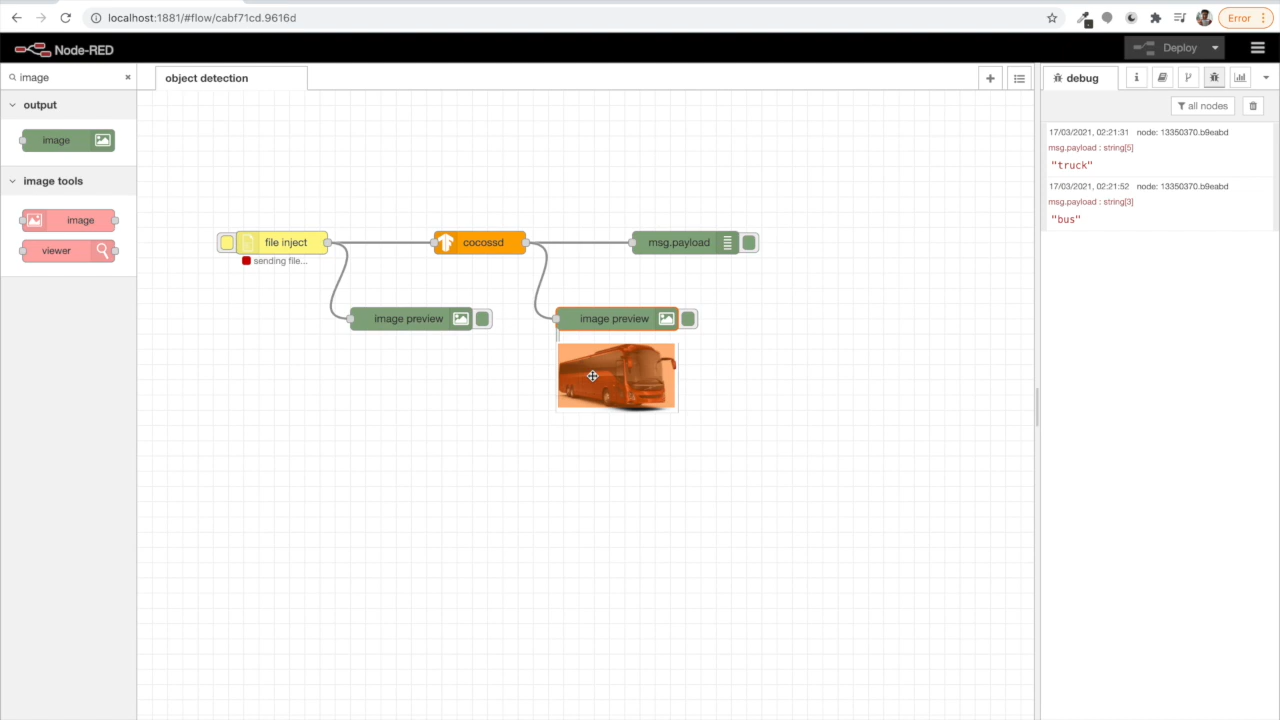 localhost:1881/#flow/cabf71cd.9616d
Error
Node-RED
Deploy
image
output
image
image tools
image
viewer
object detection
file inject
sending file...
cocossd
msg.payload
image preview
image preview
debug
all nodes
17/03/2021, 02:21:31 node: 13350370.b9eabd
msg.payload : string[5]
"truck"
17/03/2021, 02:21:52 node: 13350370.b9eabd
msg.payload : string[3]
"bus"